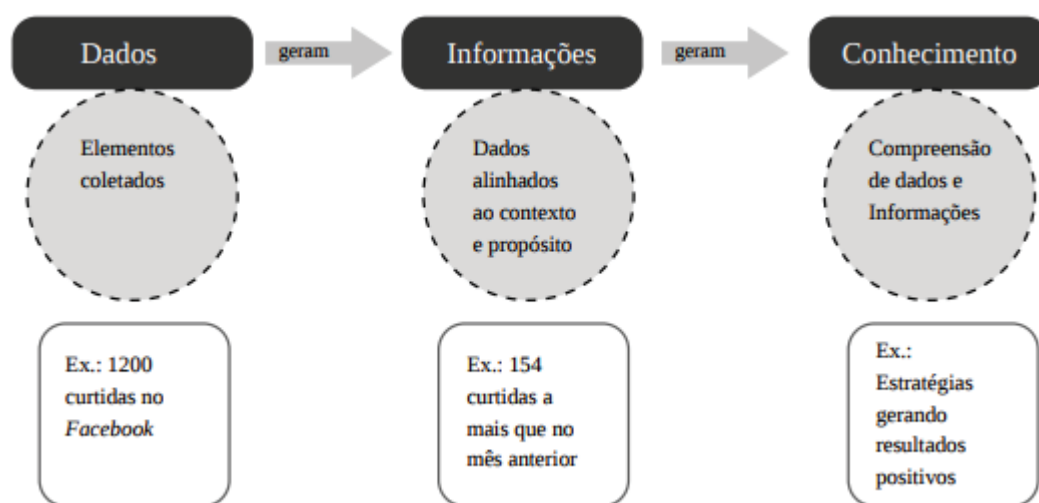 Dados
geram
Informações
geram
Conhecimento
Elementos
coletados
Dados
alinhados
ao contexto
e propósito
Compreensão
de dados e
Informações
Ex.: 1200
curtidas no
Facebook
Ex.: 154
curtidas a
mais que no
mês anterior
Ex.:
Estratégias
gerando
resultados
positivos